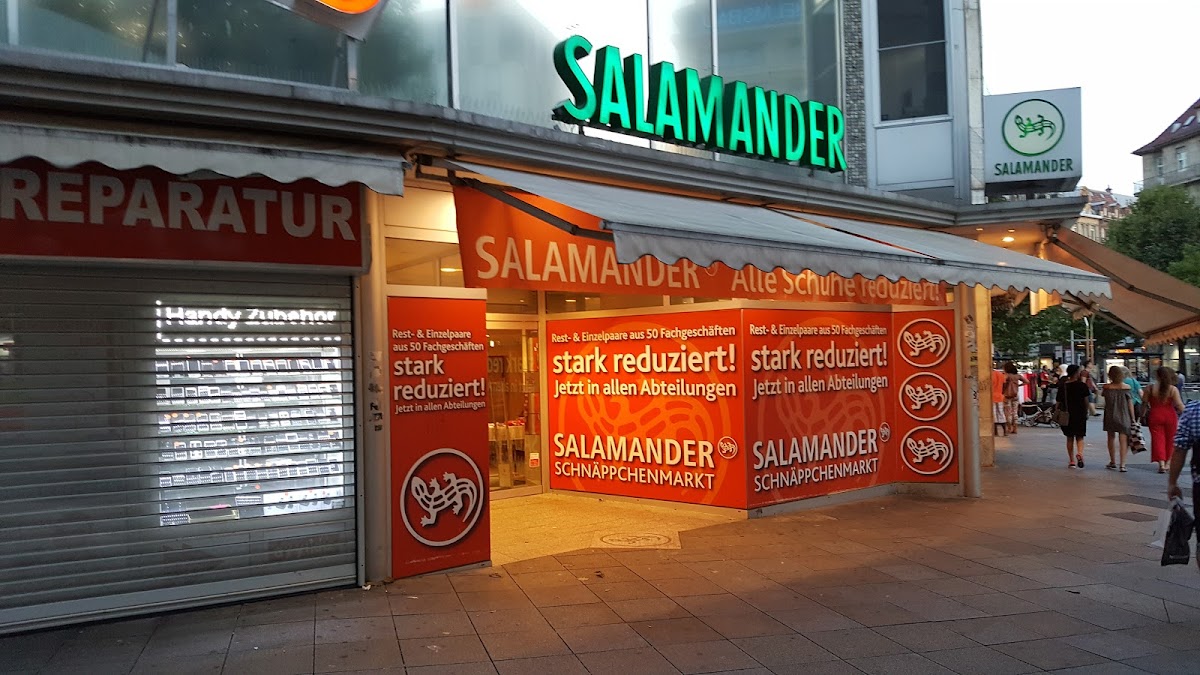 SALAMANDER
SALAMANDER
REPARATUR
Handy Zubehör
SALAMANDER Alle Schuhe reduziert!
Rest- & Einzelpaare
aus 50 Fachgeschäften
stark
reduziert!
Jetzt in allen Abteilungen
Rest- & Einzelpaare aus 50 Fachgeschäften
stark reduziert!
Jetzt in allen Abteilungen
SALAMANDER
SCHNÄPPCHENMARKT
Rest- & Einzelpaare aus 50 Fachgeschäften
stark reduziert!
Jetzt in allen Abteilungen
SALAMANDER
SCHNÄPPCHENMARKT